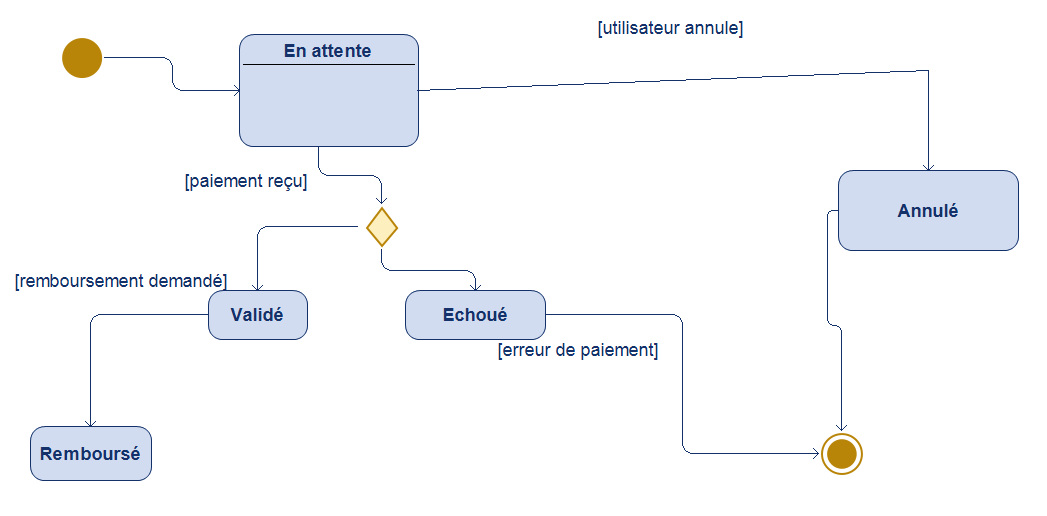 [utilisateur annule]
En attente
[paiement reçu]
Annulé
[remboursement demandé]
Validé
Echoué
[erreur de paiement]
Remboursé